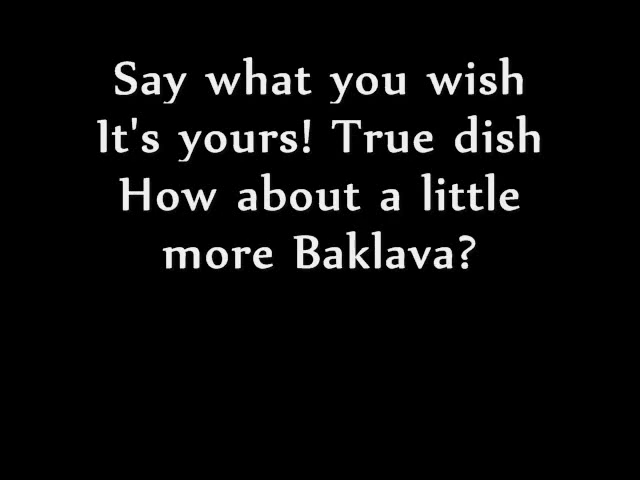 Say what you wish
It's yours! True dish
How about a little
more Baklava?